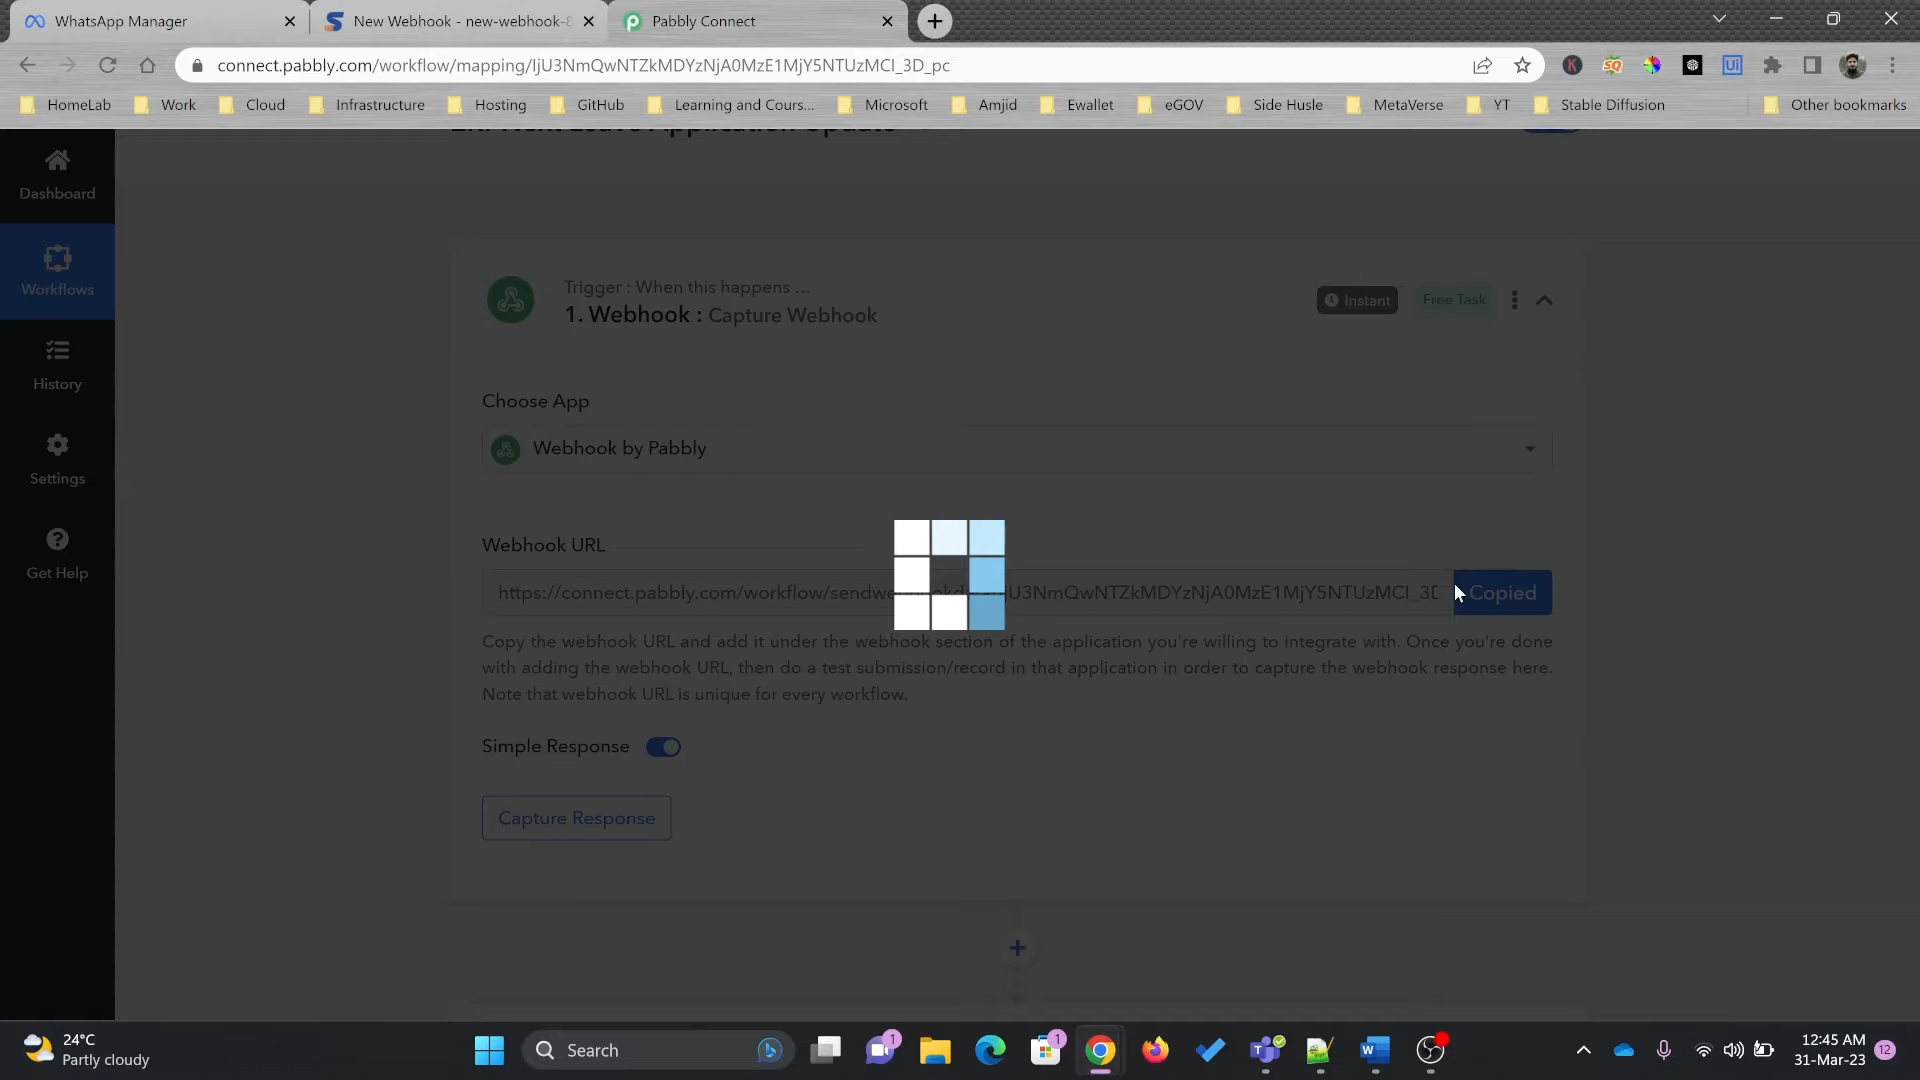 WhatsApp Manager
New Webhook - new-webhook-8
Pabbly Connect
connect.pabbly.com/workflow/mapping/IjU3NmQwNTZkMDYzNjA0MzE1MjY5NTUzMCI_3D_pc
HomeLab
Work
Cloud
Infrastructure
Hosting
GitHub
Learning and Cours...
Microsoft
Amjid
Ewallet
eGOV
Side Husle
MetaVerse
YT
Stable Diffusion
Other bookmarks
Dashboard
Workflows
History
Settings
Get Help
Trigger : When this happens ...
1. Webhook : Capture Webhook
Instant
Free Task
Choose App
Webhook by Pabbly
Webhook URL
https://connect.pabbly.com/workflow/sendwe
U3NmQwNTZkMDYzNjA0MzE1MjY5NTUzMCI_3D
Copied
Copy the webhook URL and add it under the webhook section of the application you're willing to integrate with. Once you're done
with adding the webhook URL, then do a test submission/record in that application in order to capture the webhook response here.
Note that webhook URL is unique for every workflow.
Simple Response
Capture Response
24°C
Partly cloudy
Search
1
1
12:45 AM
31-Mar-23
12